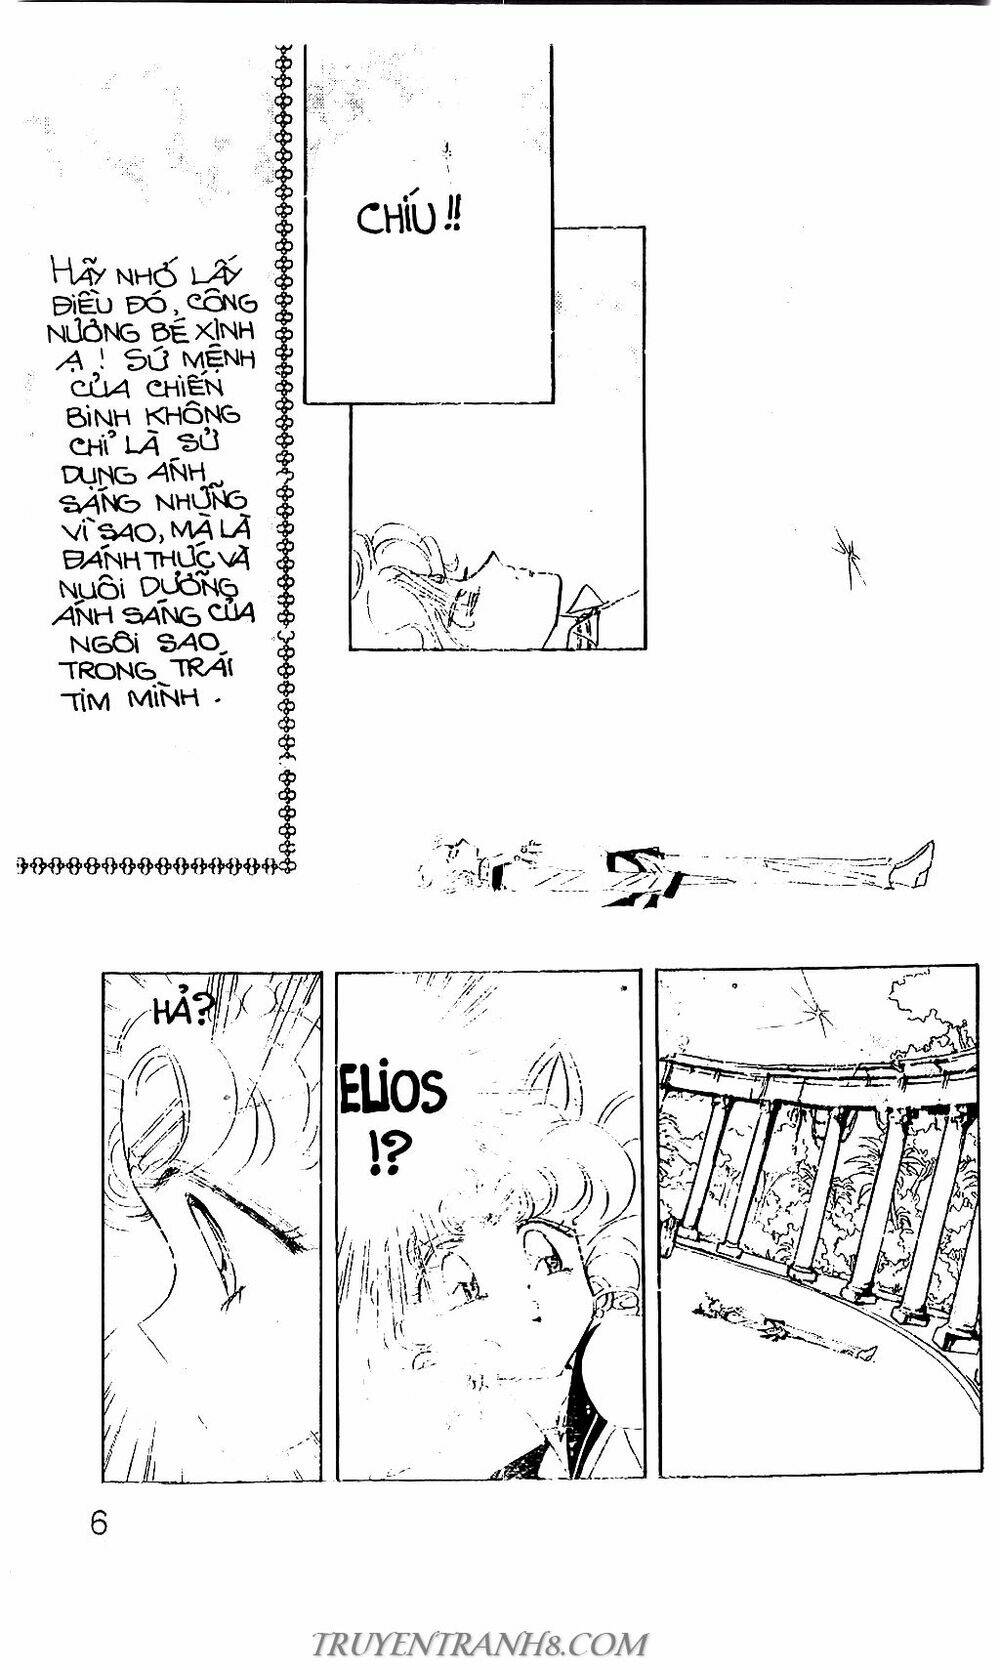 CHÍU !!
HÃY NHỚ LẤY
ĐIỀU ĐÓ, CÔNG
NƯƠNG BÉ XINH
Ạ ! SỨ MỆNH
CỦA CHIẾN
BINH KHÔNG
CHỈ LÀ SỬ
DỤNG ÁNH
SÁNG NHỮNG
VÌ SAO, MÀ LÀ
ĐÁNH THỨC VÀ
NUÔI DƯỠNG
ÁNH SÁNG CỦA
NGÔI SAO
TRONG TRÁI
TIM MÌNH .
HẢ?
ELIOS
!?
6
TRUYENTRANH8.COM